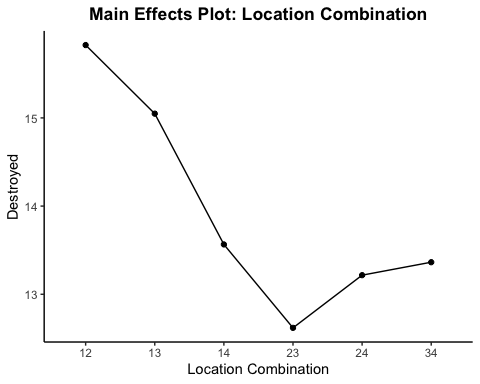 Main Effects Plot: Location Combination
Destroyed
15
14
13
12 13 14 23 24 34
Location Combination